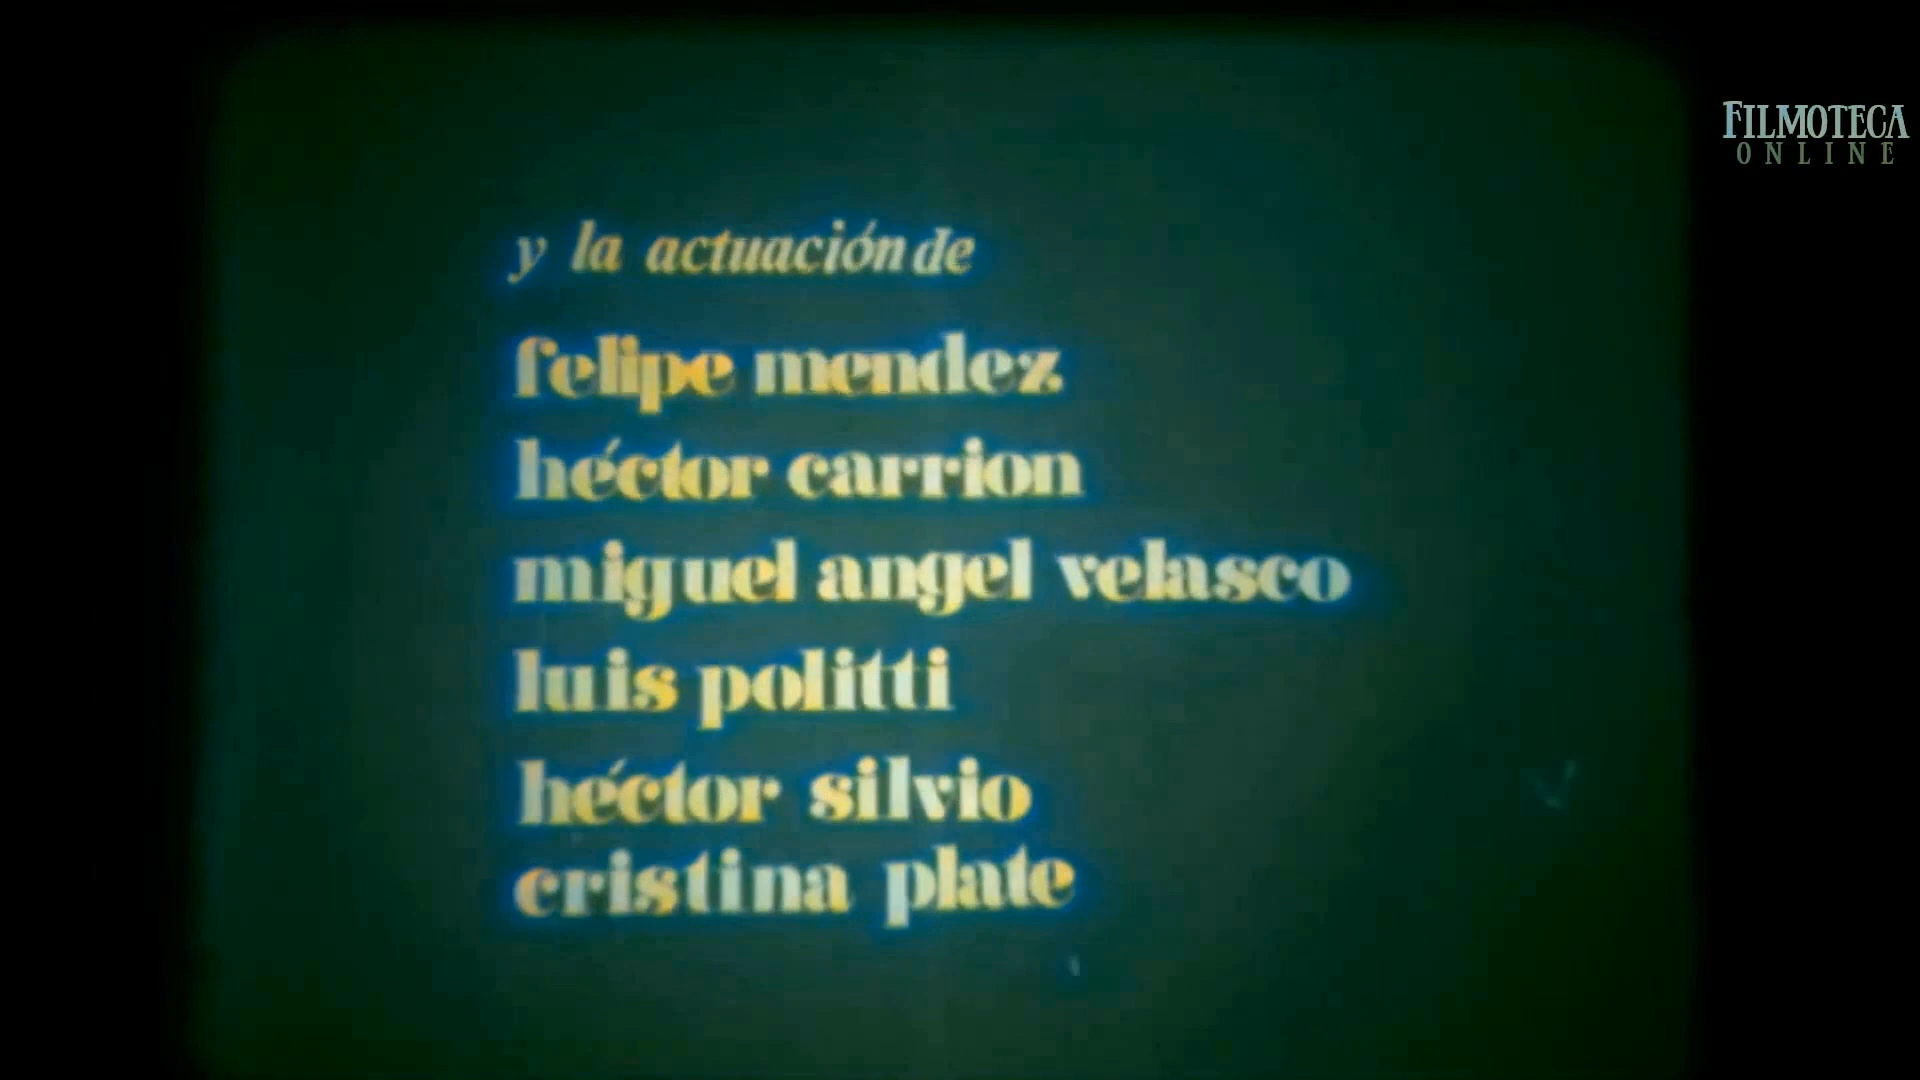 FILMOTECA
ONLINE
y la actuación de
felipe mendez
héctor carrion
miguel angel velasco
luis politti
héctor silvio
cristina plate